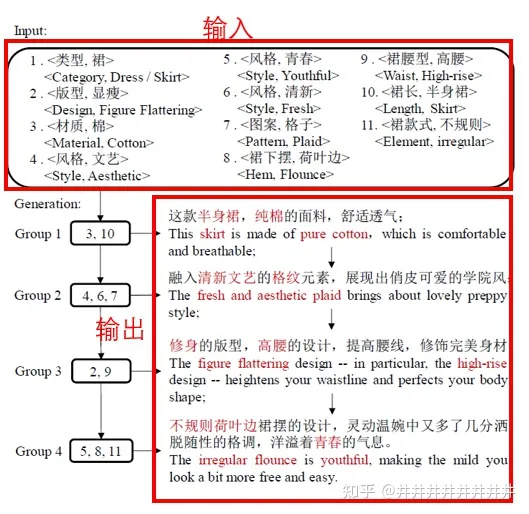 输入
Input:
1 . <类型, 裙>
<Category, Dress / Skirt>
2 . <版型, 显瘦>
<Design, Figure Flattering>
3 . <材质, 棉>
<Material, Cotton>
4 . <风格, 文艺>
<Style, Aesthetic>
5 . <风格, 青春>
<Style, Youthful>
6 . <风格, 清新>
<Style, Fresh>
7 . <图案, 格子>
<Pattern, Plaid>
8 . <裙下摆, 荷叶边>
<Hem, Flounce>
9 . <裙腰型, 高腰>
<Waist, High-rise>
10. <裙长, 半身裙>
<Length, Skirt>
11. <裙款式, 不规则>
<Element, irregular>
Generation:
输出
Group 1
3, 10
这款半身裙，纯棉的面料，舒适透气；
This skirt is made of pure cotton, which is comfortable
and breathable;
Group 2
4, 6, 7
融入清新文艺的格纹元素，展现出俏皮可爱的学院风
The fresh and aesthetic plaid brings about lovely preppy
style;
Group 3
2, 9
修身的版型，高腰的设计，提高腰线，修饰完美身材
The figure flattering design -- in particular, the high-rise
design -- heightens your waistline and perfects your body
shape;
Group 4
5, 8, 11
不规则荷叶边裙摆的设计，灵动温婉中又多了几分洒
脱随性的格调，洋溢着青春的气息。
The irregular flounce is youthful, making the mild you
look a bit more free and easy.
知乎 @井井井井井井井井